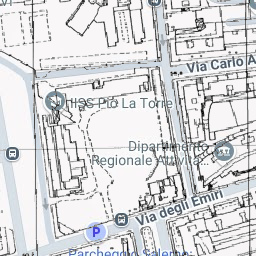 Via Carlo A
IISS Pio La Torre
Dipartimento
Regionale Attività
Via degli Emiri
P
Parcheggio Salerno-